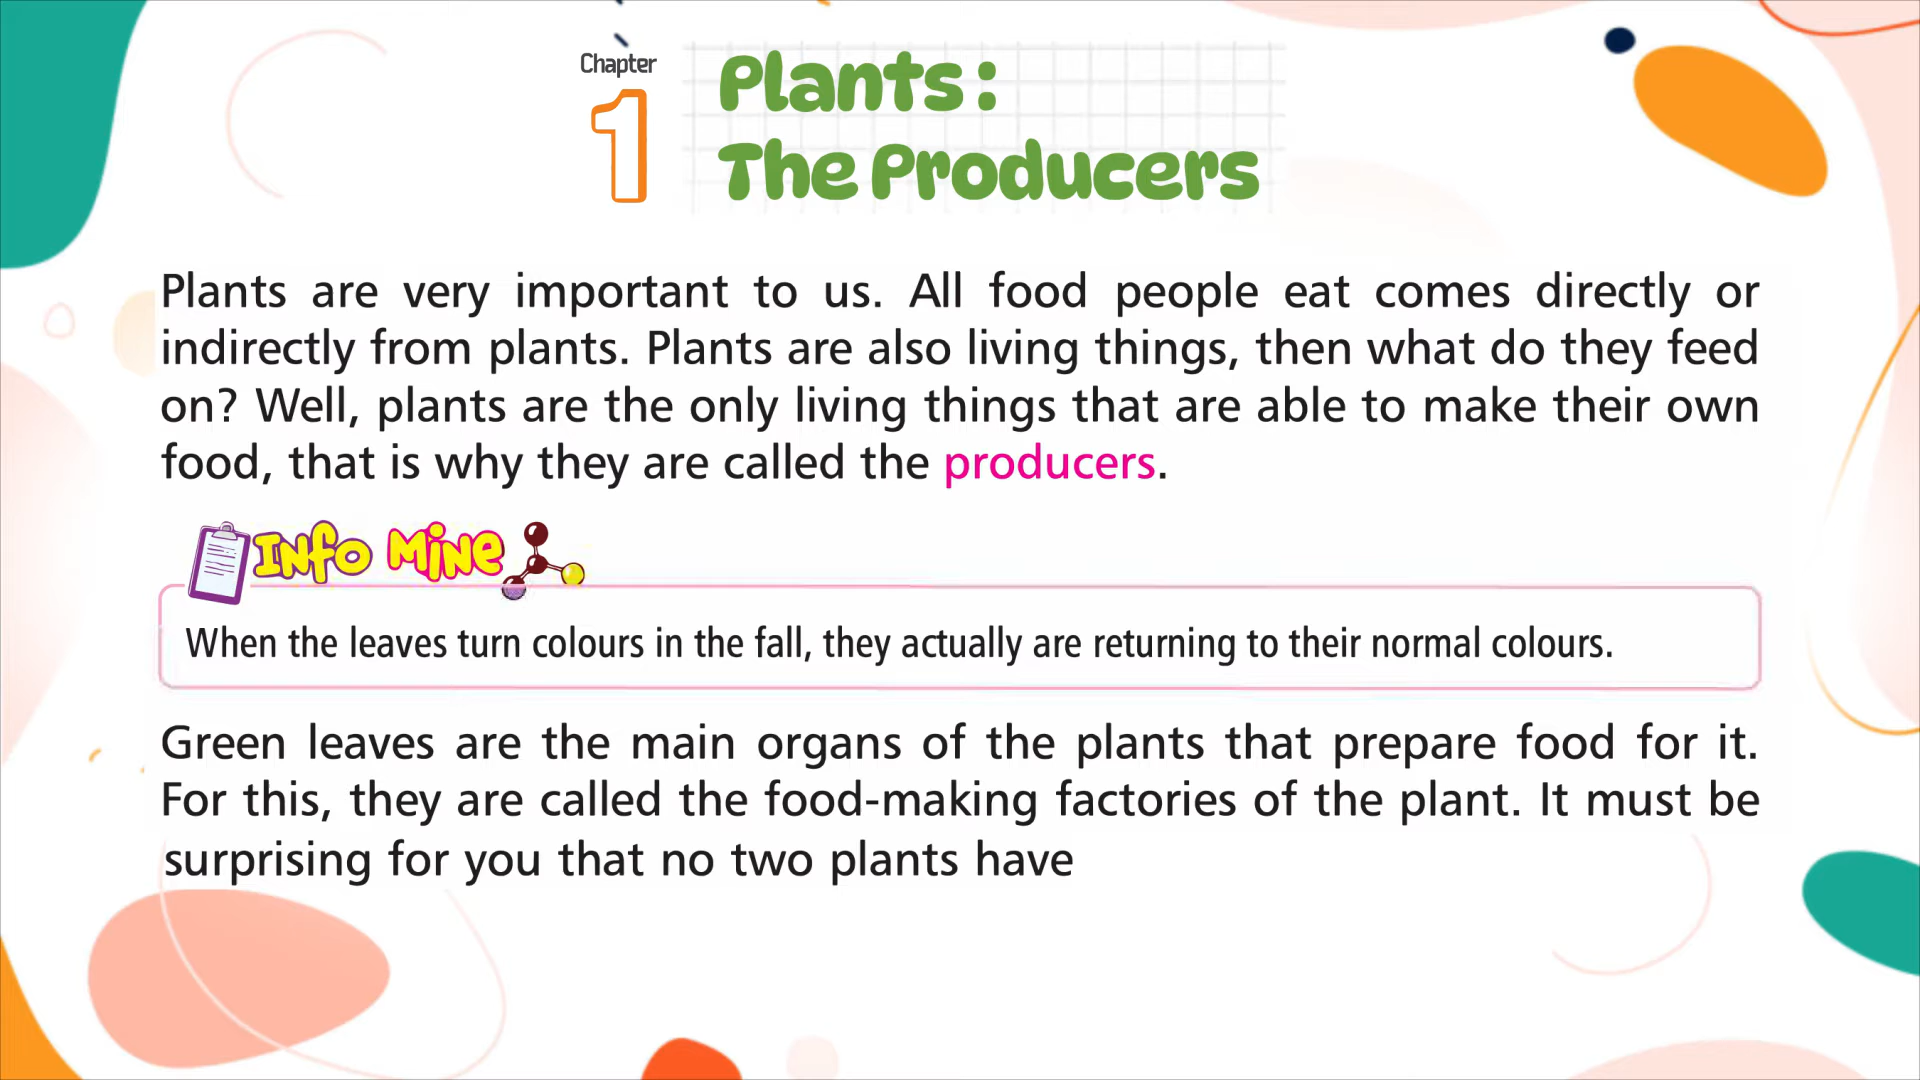 Chapter
1
Plants:
The Producers
Plants are very important to us. All food people eat comes directly or
indirectly from plants. Plants are also living things, then what do they feed
on? Well, plants are the only living things that are able to make their own
food, that is why they are called the producers.
Info Mine
When the leaves turn colours in the fall, they actually are returning to their normal colours.
Green leaves are the main organs of the plants that prepare food for it.
For this, they are called the food-making factories of the plant. It must be
surprising for you that no two plants have